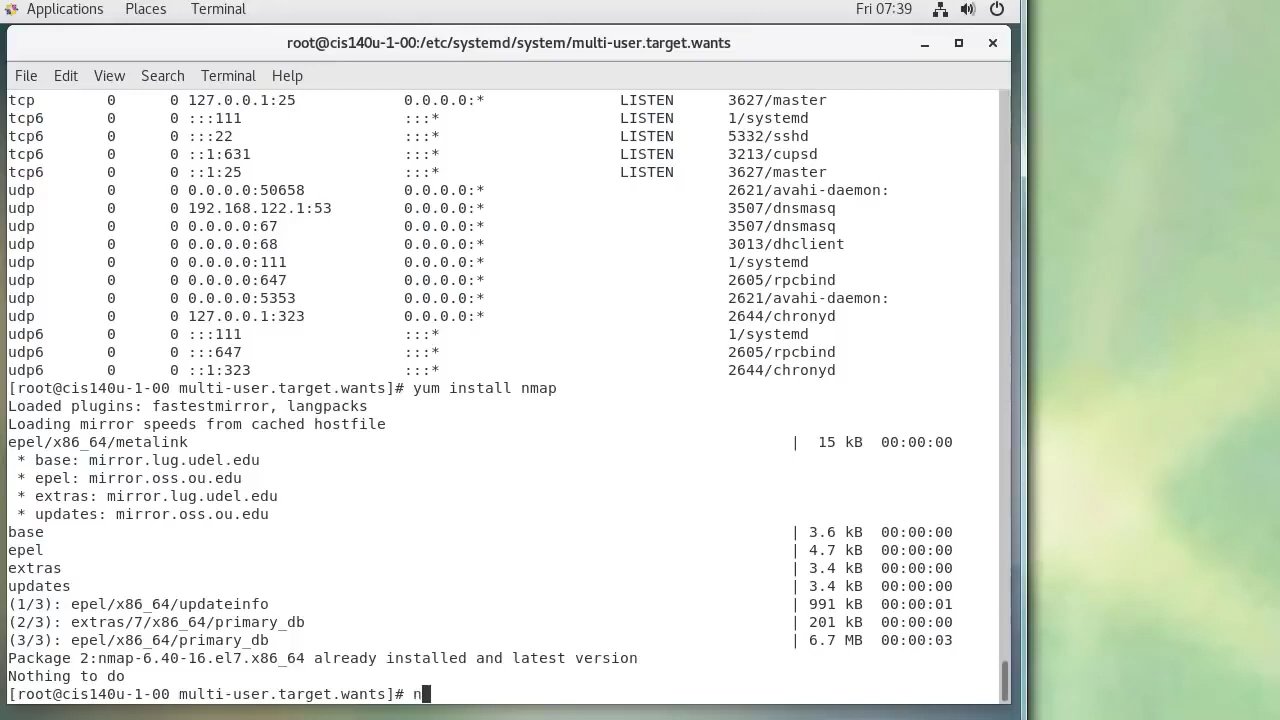 Applications Places Terminal Fri 07:39
root@cis140u-1-00:/etc/systemd/system/multi-user.target.wants
File Edit View Search Terminal Help
tcp 0 0 127.0.0.1:25 0.0.0.0:* LISTEN 3627/master
tcp6 0 0 :::111 :::* LISTEN 1/systemd
tcp6 0 0 :::22 :::* LISTEN 5332/sshd
tcp6 0 0 ::1:631 :::* LISTEN 3213/cupsd
tcp6 0 0 ::1:25 :::* LISTEN 3627/master
udp 0 0 0.0.0.0:50658 0.0.0.0:* 2621/avahi-daemon:
udp 0 0 192.168.122.1:53 0.0.0.0:* 3507/dnsmasq
udp 0 0 0.0.0.0:67 0.0.0.0:* 3507/dnsmasq
udp 0 0 0.0.0.0:68 0.0.0.0:* 3013/dhclient
udp 0 0 0.0.0.0:111 0.0.0.0:* 1/systemd
udp 0 0 0.0.0.0:647 0.0.0.0:* 2605/rpcbind
udp 0 0 0.0.0.0:5353 0.0.0.0:* 2621/avahi-daemon:
udp 0 0 127.0.0.1:323 0.0.0.0:* 2644/chronyd
udp6 0 0 :::111 :::* 1/systemd
udp6 0 0 :::647 :::* 2605/rpcbind
udp6 0 0 ::1:323 :::* 2644/chronyd
[root@cis140u-1-00 multi-user.target.wants]# yum install nmap
Loaded plugins: fastestmirror, langpacks
Loading mirror speeds from cached hostfile
epel/x86_64/metalink | 15 kB 00:00:00
* base: mirror.lug.udel.edu
* epel: mirror.oss.ou.edu
* extras: mirror.lug.udel.edu
* updates: mirror.oss.ou.edu
base | 3.6 kB 00:00:00
epel | 4.7 kB 00:00:00
extras | 3.4 kB 00:00:00
updates | 3.4 kB 00:00:00
(1/3): epel/x86_64/updateinfo | 991 kB 00:00:01
(2/3): extras/7/x86_64/primary_db | 201 kB 00:00:00
(3/3): epel/x86_64/primary_db | 6.7 MB 00:00:03
Package 2:nmap-6.40-16.el7.x86_64 already installed and latest version
Nothing to do
[root@cis140u-1-00 multi-user.target.wants]# n